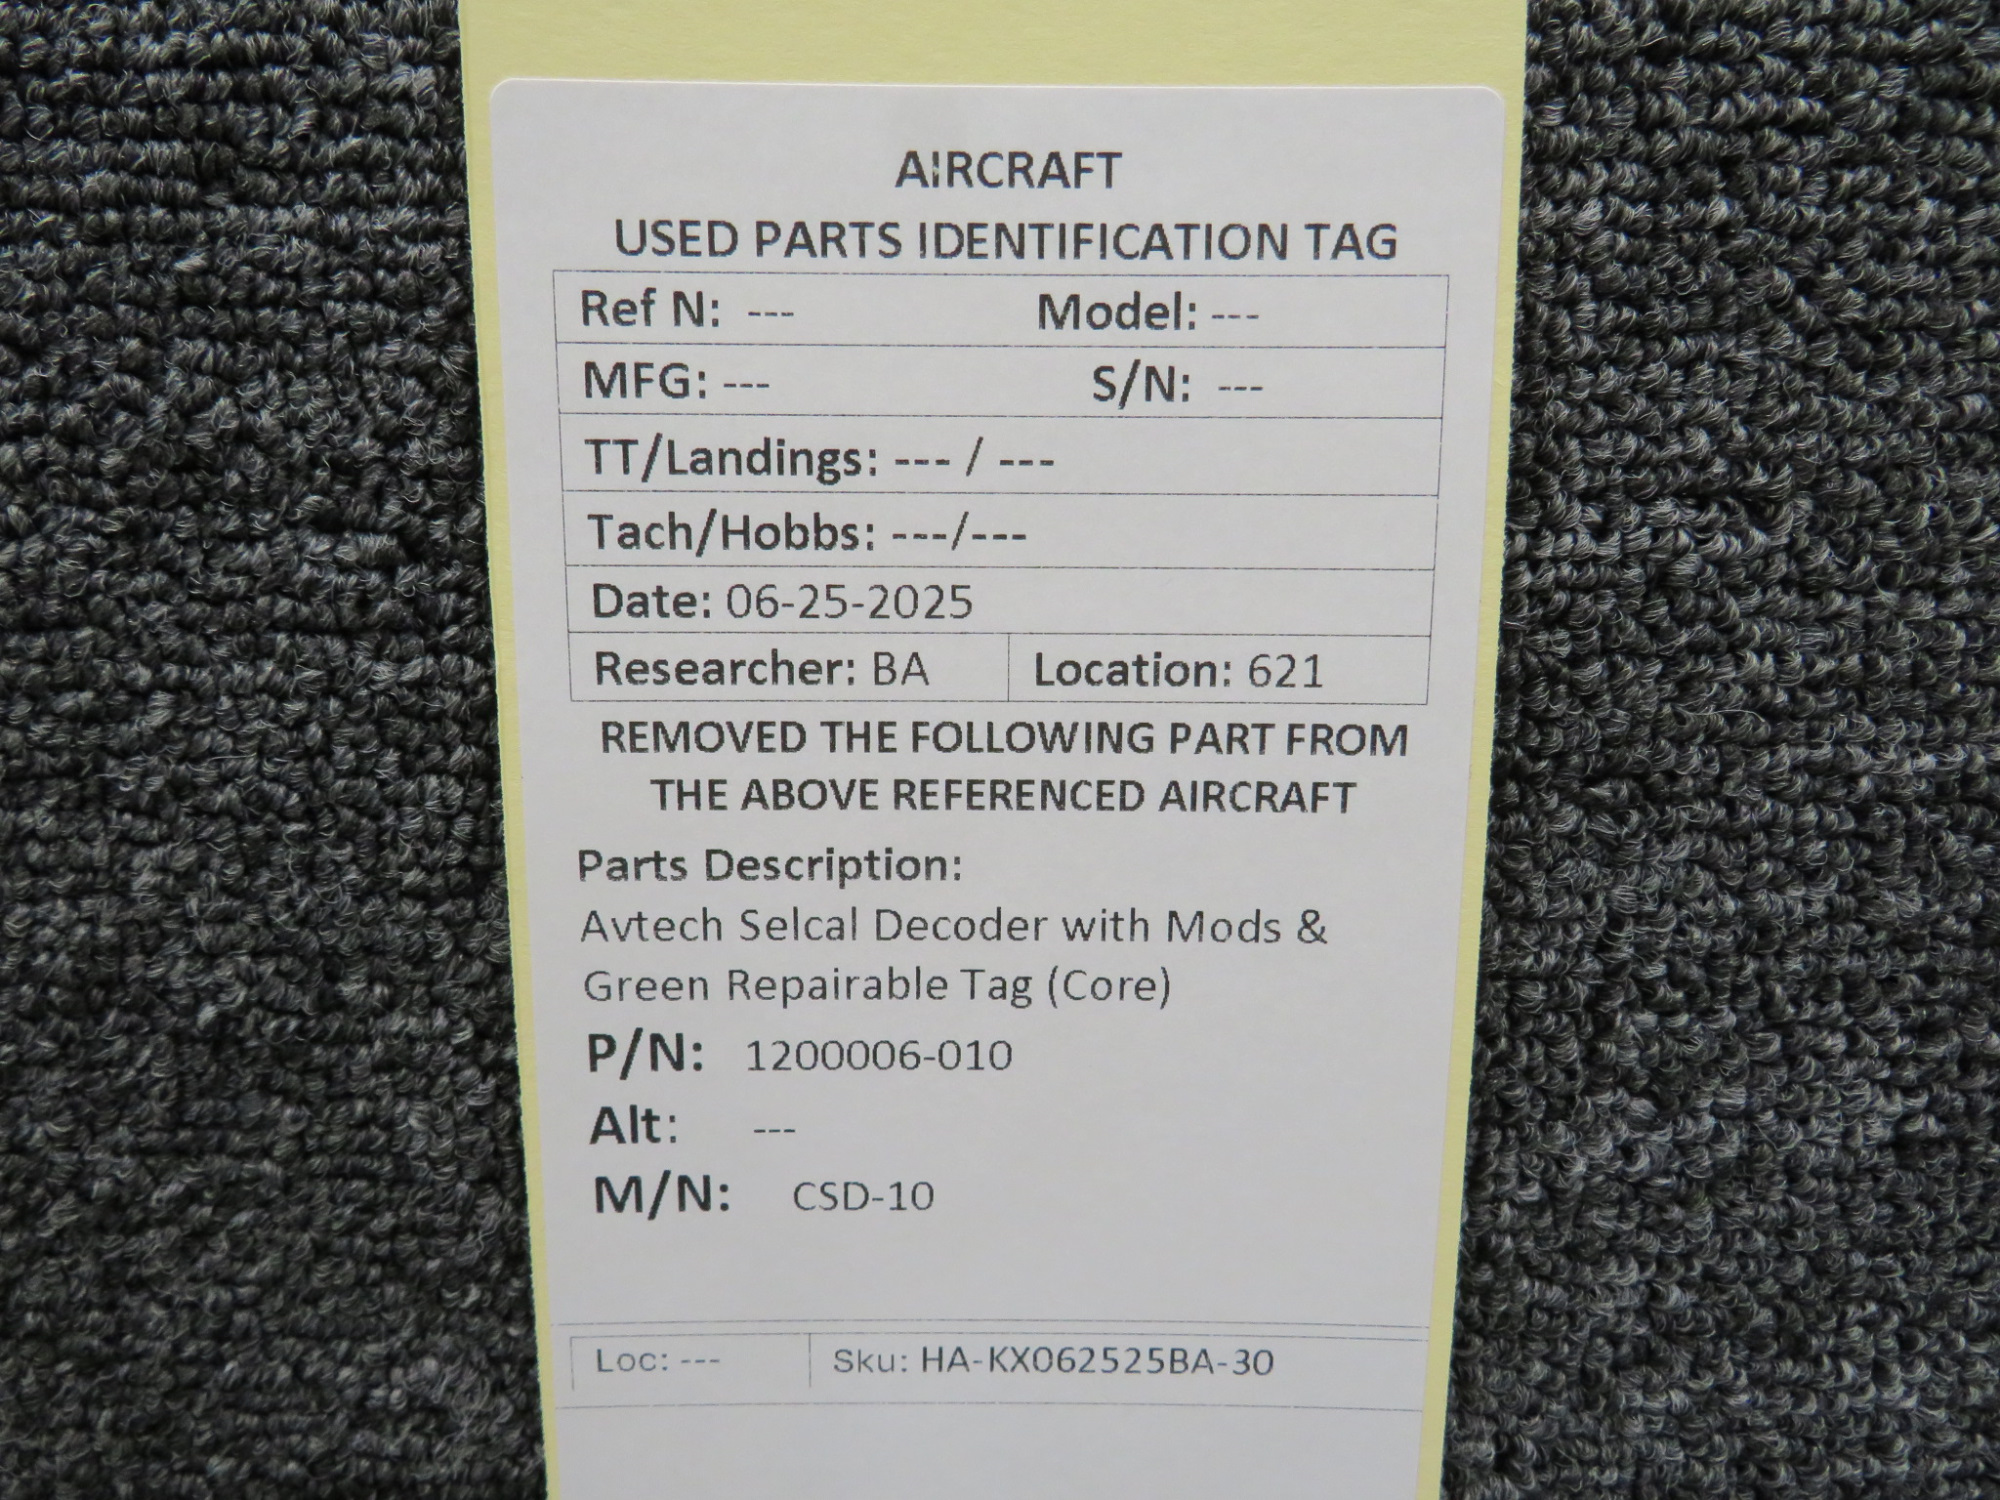 AIRCRAFT
USED PARTS IDENTIFICATION TAG
Ref N: --- Model: ---
MFG: --- S/N: ---
TT/Landings: --- / ---
Tach/Hobbs: ---/---
Date: 06-25-2025
Researcher: BA Location: 621
REMOVED THE FOLLOWING PART FROM
THE ABOVE REFERENCED AIRCRAFT
Parts Description:
Avtech Selcal Decoder with Mods &
Green Repairable Tag (Core)
P/N: 1200006-010
Alt: ---
M/N: CSD-10
Loc: --- Sku: HA-KX062525BA-30